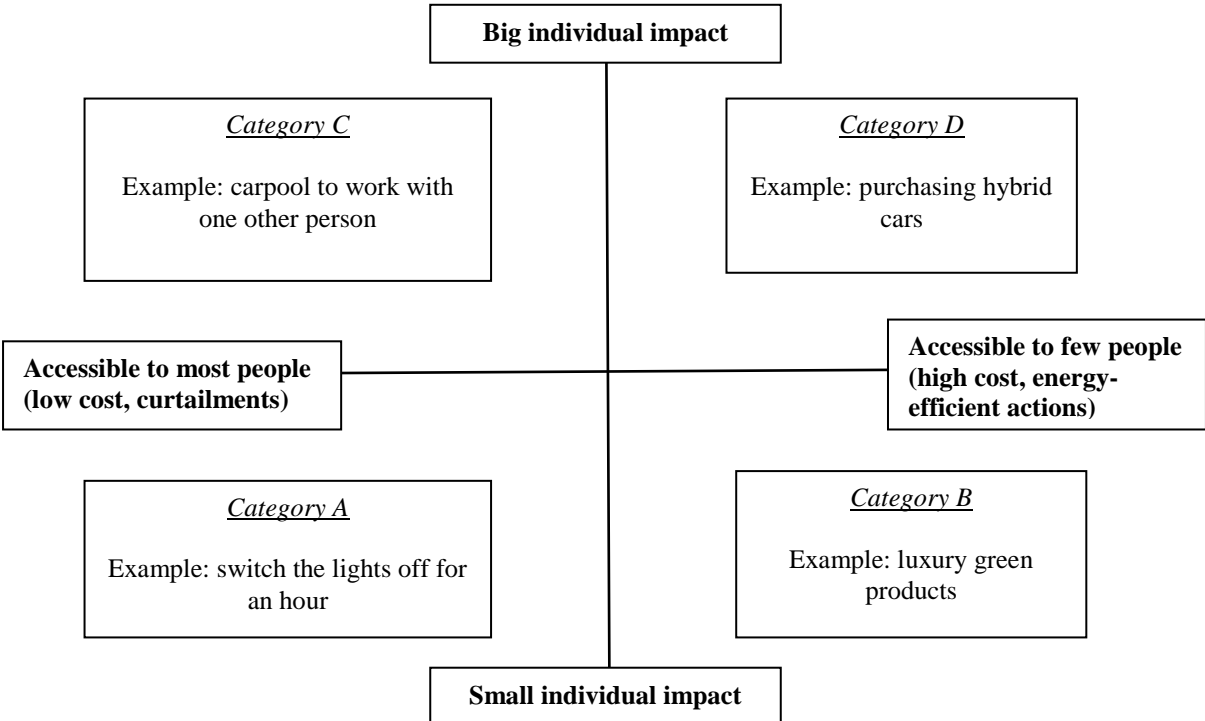 Big individual impact
Category C
Example: carpool to work with
one other person
Category D
Example: purchasing hybrid
cars
Accessible to most people
(low cost, curtailments)
Accessible to few people
(high cost, energy-
efficient actions)
Category A
Example: switch the lights off for
an hour
Category B
Example: luxury green
products
Small individual impact